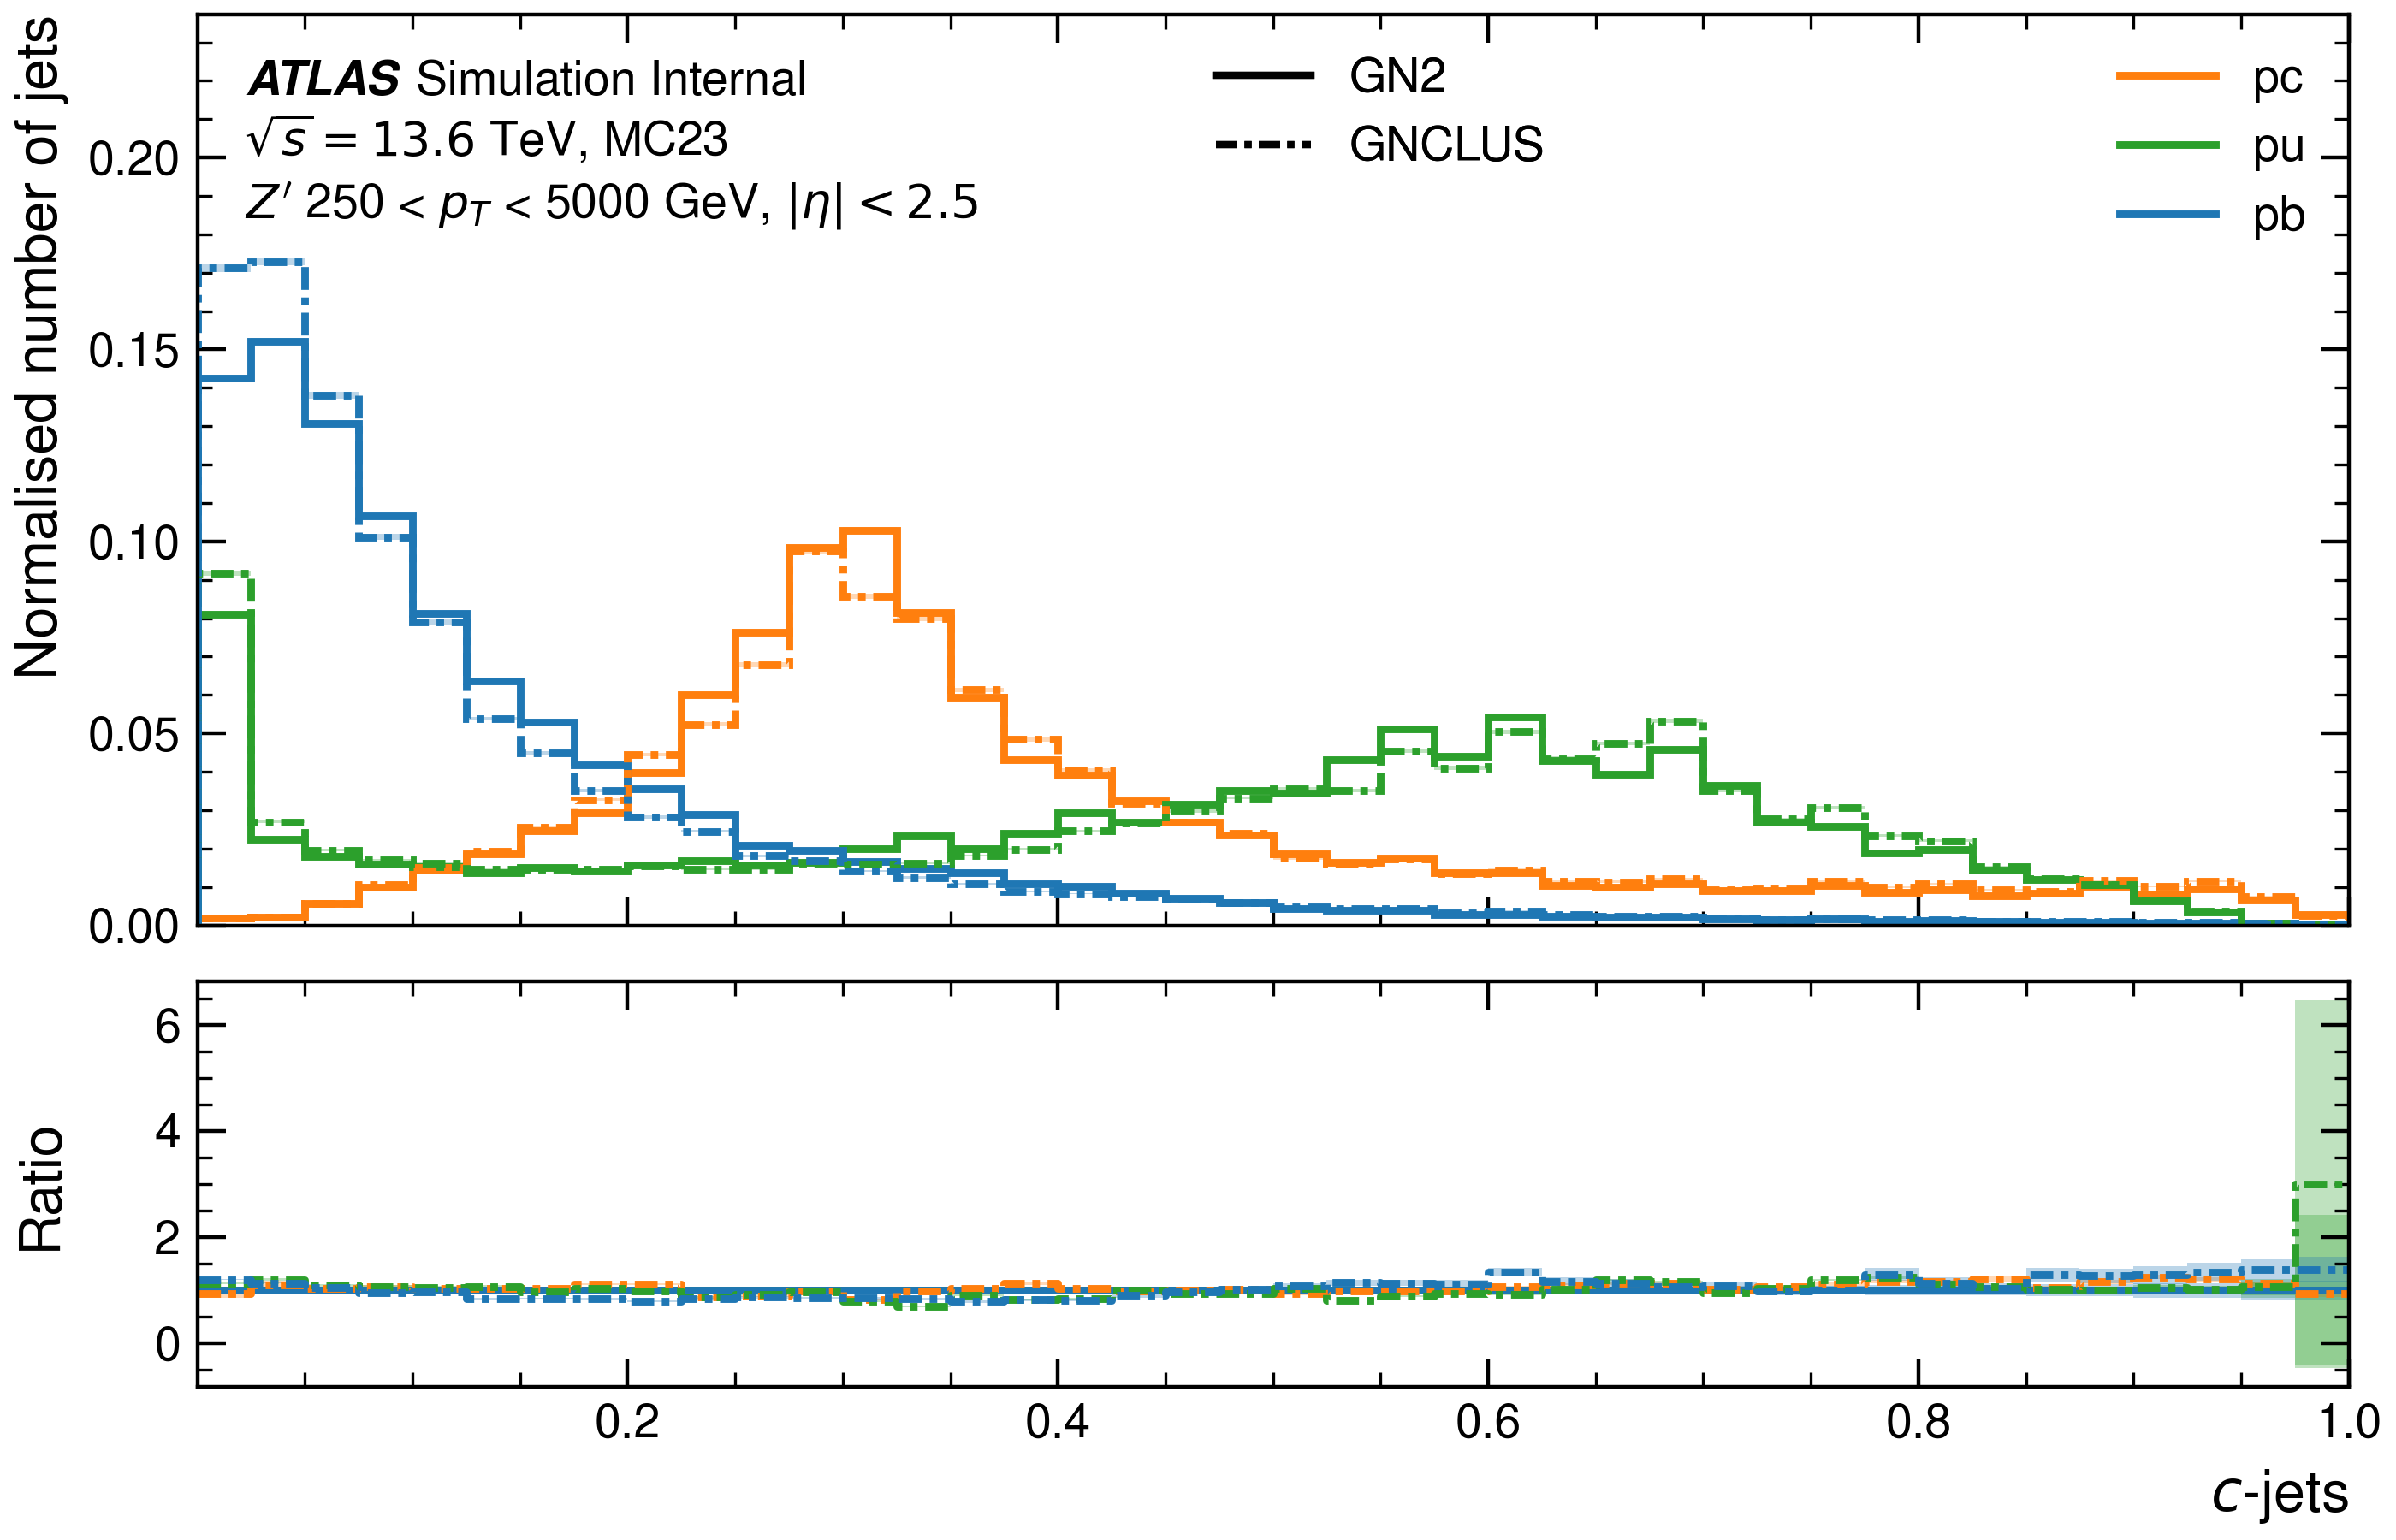 Normalised number of jets
ATLAS Simulation Internal
√s = 13.6 TeV, MC23
Z′ 250 < p_T < 5000 GeV, |η| < 2.5
GN2
GNCLUS
pc
pu
pb
0.20
0.15
0.10
0.05
0.00
Ratio
6
4
2
0
0.2 0.4 0.6 0.8 1.0
c-jets